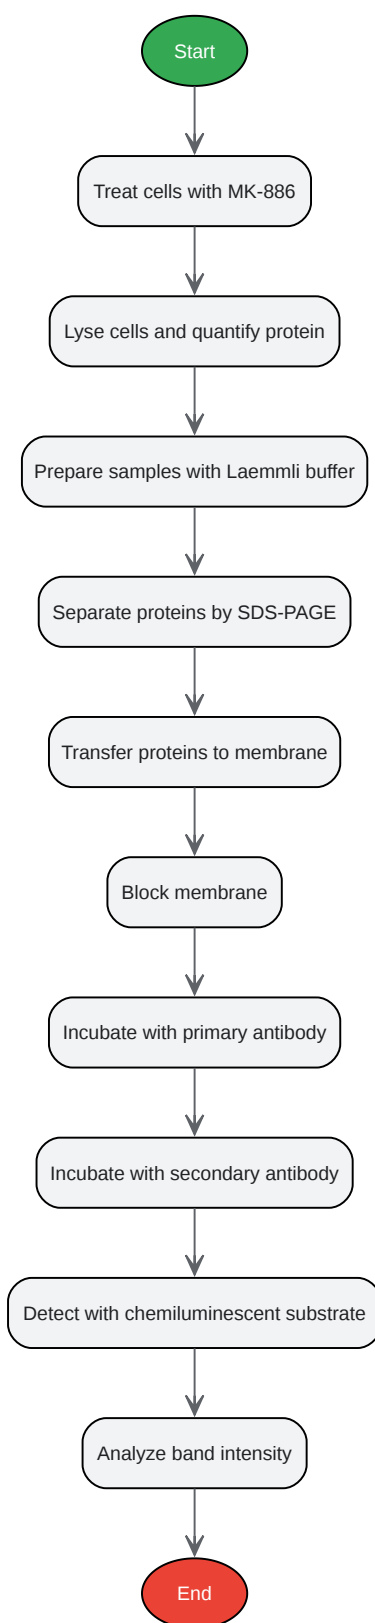 Start
Treat cells with MK-886
Lyse cells and quantify protein
Prepare samples with Laemmli buffer
Separate proteins by SDS-PAGE
Transfer proteins to membrane
Block membrane
Incubate with primary antibody
Incubate with secondary antibody
Detect with chemiluminescent substrate
Analyze band intensity
End